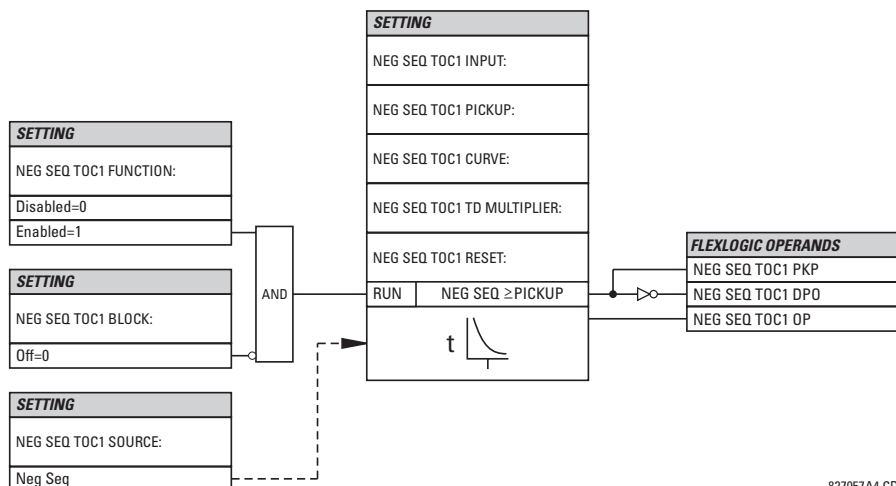 SETTING
NEG SEQ TOC1 FUNCTION:
Disabled=0
Enabled=1
SETTING
NEG SEQ TOC1 BLOCK:
Off=0
SETTING
NEG SEQ TOC1 SOURCE:
Neg Seq
AND
SETTING
NEG SEQ TOC1 INPUT:
NEG SEQ TOC1 PICKUP:
NEG SEQ TOC1 CURVE:
NEG SEQ TOC1 TD MULTIPLIER:
NEG SEQ TOC1 RESET:
RUN NEG SEQ ≥PICKUP
t
FLEXLOGIC OPERANDS
NEG SEQ TOC1 PKP
NEG SEQ TOC1 DPO
NEG SEQ TOC1 OP